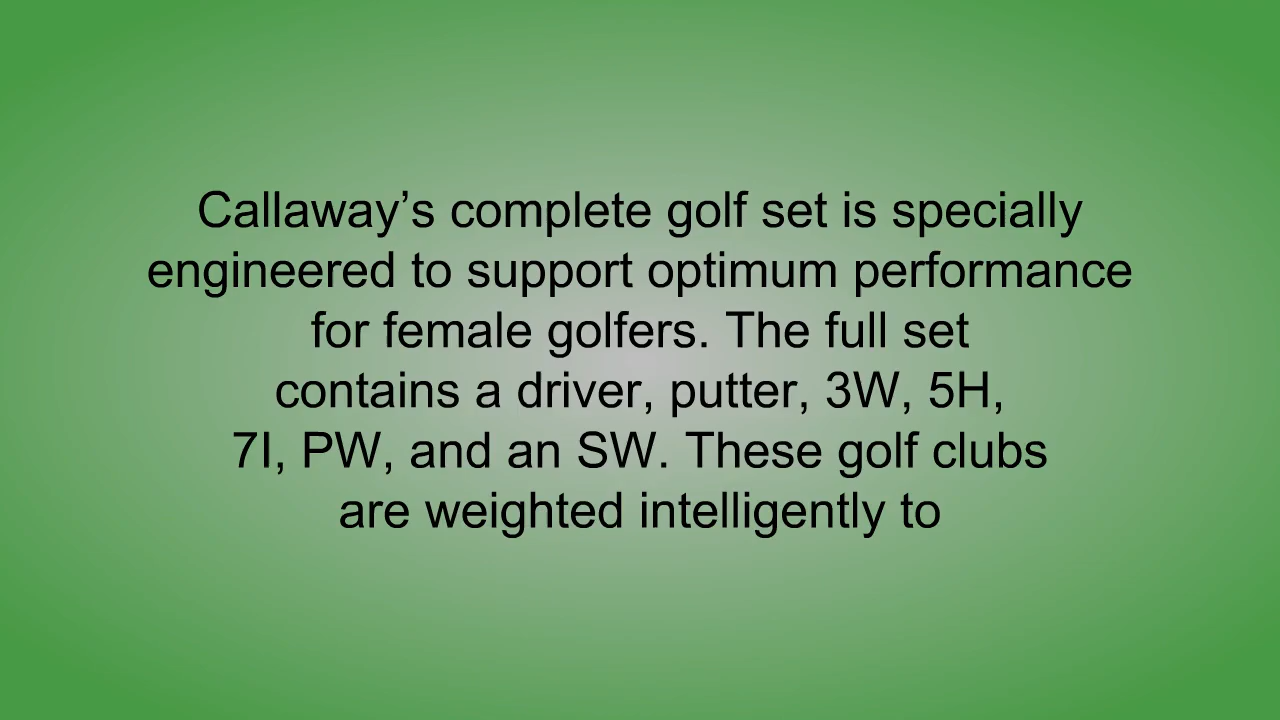 Callaway’s complete golf set is specially
engineered to support optimum performance
for female golfers. The full set
contains a driver, putter, 3W, 5H,
7I, PW, and an SW. These golf clubs
are weighted intelligently to